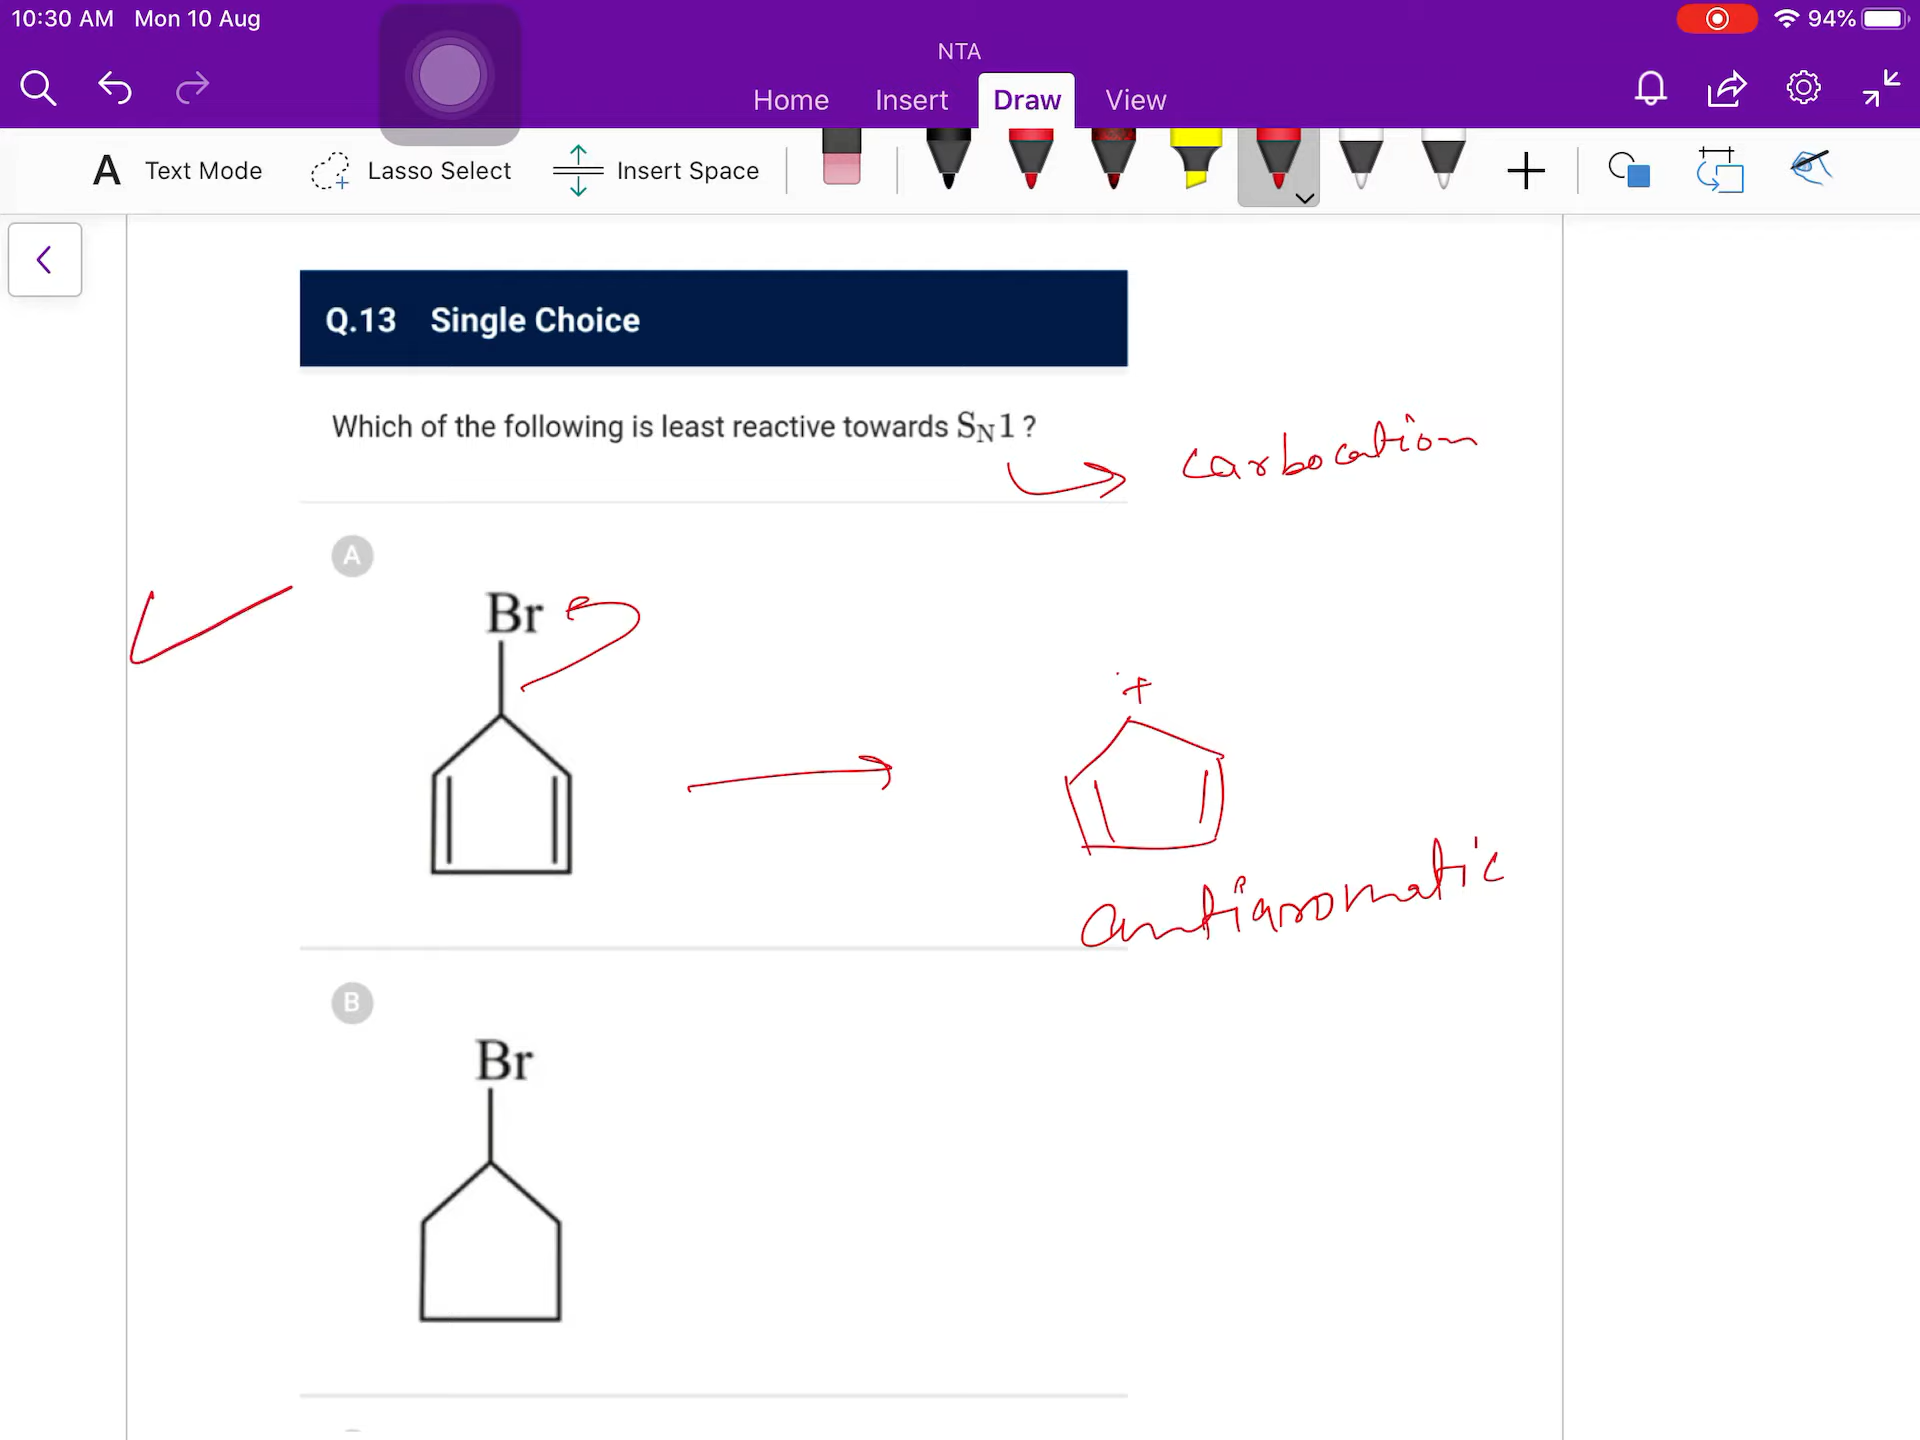 10:30 AM Mon 10 Aug
94%
NTA
Home Insert Draw View
A Text Mode Lasso Select Insert Space
Q.13 Single Choice
Which of the following is least reactive towards SN1 ?
carbocation
A
Br
+
antiaromatic
B
Br